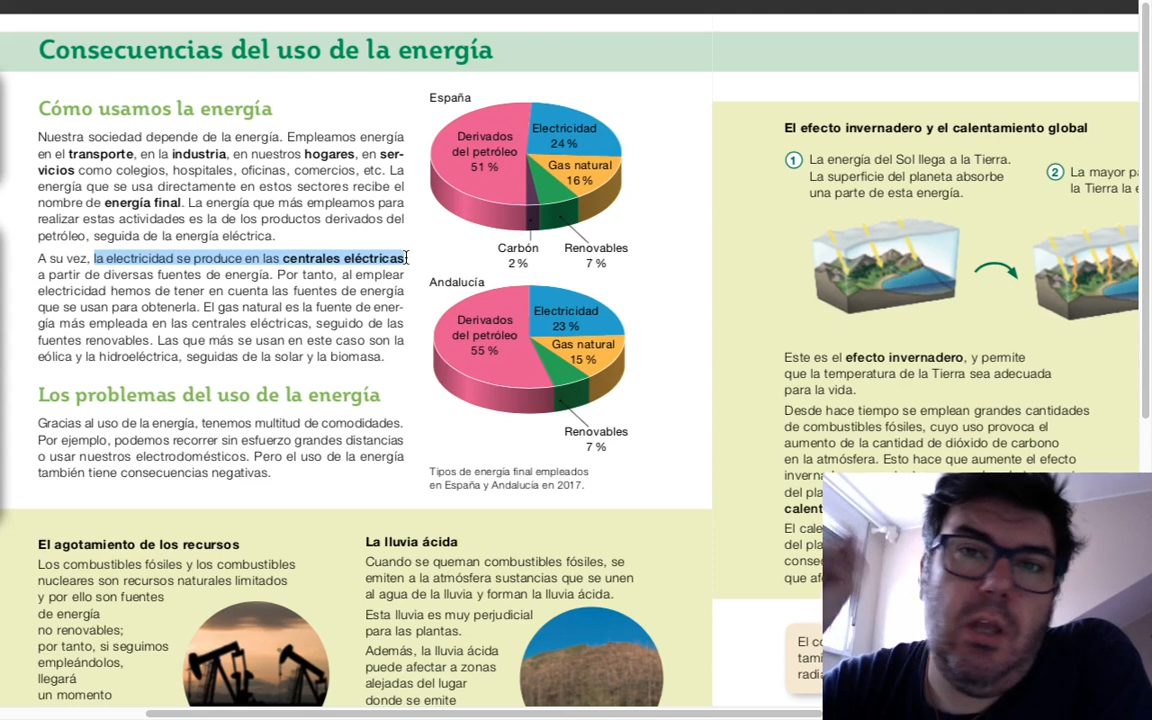 Consecuencias del uso de la energía
Cómo usamos la energía
Nuestra sociedad depende de la energía. Empleamos energía
en el transporte, en la industria, en nuestros hogares, en ser-
vicios como colegios, hospitales, oficinas, comercios, etc. La
energía que se usa directamente en estos sectores recibe el
nombre de energía final. La energía que más empleamos para
realizar estas actividades es la de los productos derivados del
petróleo, seguida de la energía eléctrica.
A su vez, la electricidad se produce en las centrales eléctricas
a partir de diversas fuentes de energía. Por tanto, al emplear
electricidad hemos de tener en cuenta las fuentes de energía
que se usan para obtenerla. El gas natural es la fuente de ener-
gía más empleada en las centrales eléctricas, seguido de las
fuentes renovables. Las que más se usan en este caso son la
eólica y la hidroeléctrica, seguidas de la solar y la biomasa.
Los problemas del uso de la energía
Gracias al uso de la energía, tenemos multitud de comodidades.
Por ejemplo, podemos recorrer sin esfuerzo grandes distancias
o usar nuestros electrodomésticos. Pero el uso de la energía
también tiene consecuencias negativas.
España
Derivados
del petróleo
51 %
Electricidad
24 %
Gas natural
16 %
Carbón
2 %
Renovables
7 %
Andalucía
Derivados
del petróleo
55 %
Electricidad
23 %
Gas natural
15 %
Renovables
7 %
Tipos de energía final empleados
en España y Andalucía en 2017.
El agotamiento de los recursos
Los combustibles fósiles y los combustibles
nucleares son recursos naturales limitados
y por ello son fuentes
de energía
no renovables;
por tanto, si seguimos
empleándolos,
llegará
un momento
La lluvia ácida
Cuando se queman combustibles fósiles, se
emiten a la atmósfera sustancias que se unen
al agua de la lluvia y forman la lluvia ácida.
Esta lluvia es muy perjudicial
para las plantas.
Además, la lluvia ácida
puede afectar a zonas
alejadas del lugar
donde se emite
El efecto invernadero y el calentamiento global
1 La energía del Sol llega a la Tierra.
La superficie del planeta absorbe
una parte de esta energía.
2 La mayor
la Tierra la
Este es el efecto invernadero, y permite
que la temperatura de la Tierra sea adecuada
para la vida.
Desde hace tiempo se emplean grandes cantidades
de combustibles fósiles, cuyo uso provoca el
aumento de la cantidad de dióxido de carbono
en la atmósfera. Esto hace que aumente el efecto
inverna
del pla
calent
El cale
del pla
conse
que af
El co
tami
radi